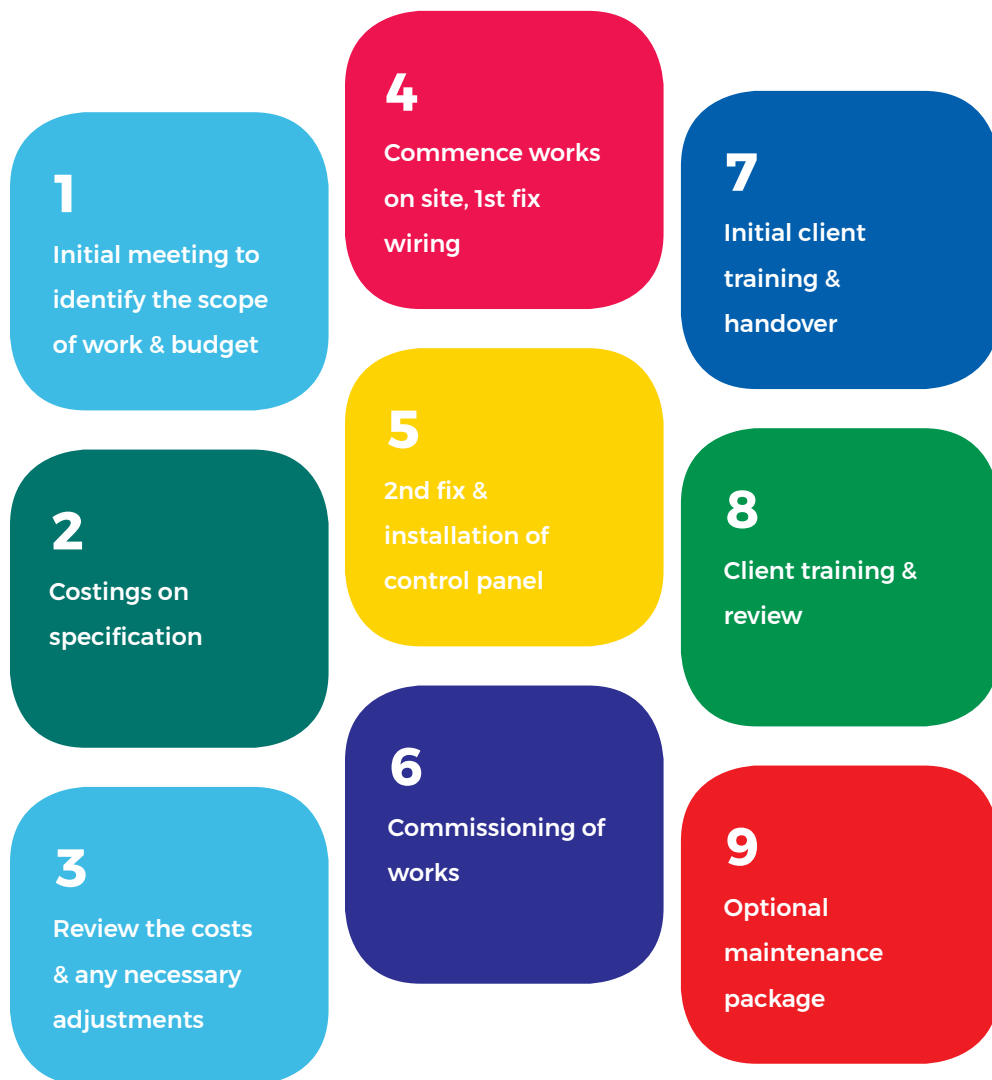 1
Initial meeting to
identify the scope
of work & budget
2
Costings on
specification
3
Review the costs
& any necessary
adjustments
4
Commence works
on site, 1st fix
wiring
5
2nd fix &
installation of
control panel
6
Commissioning of
works
7
Initial client
training &
handover
8
Client training &
review
9
Optional
maintenance
package